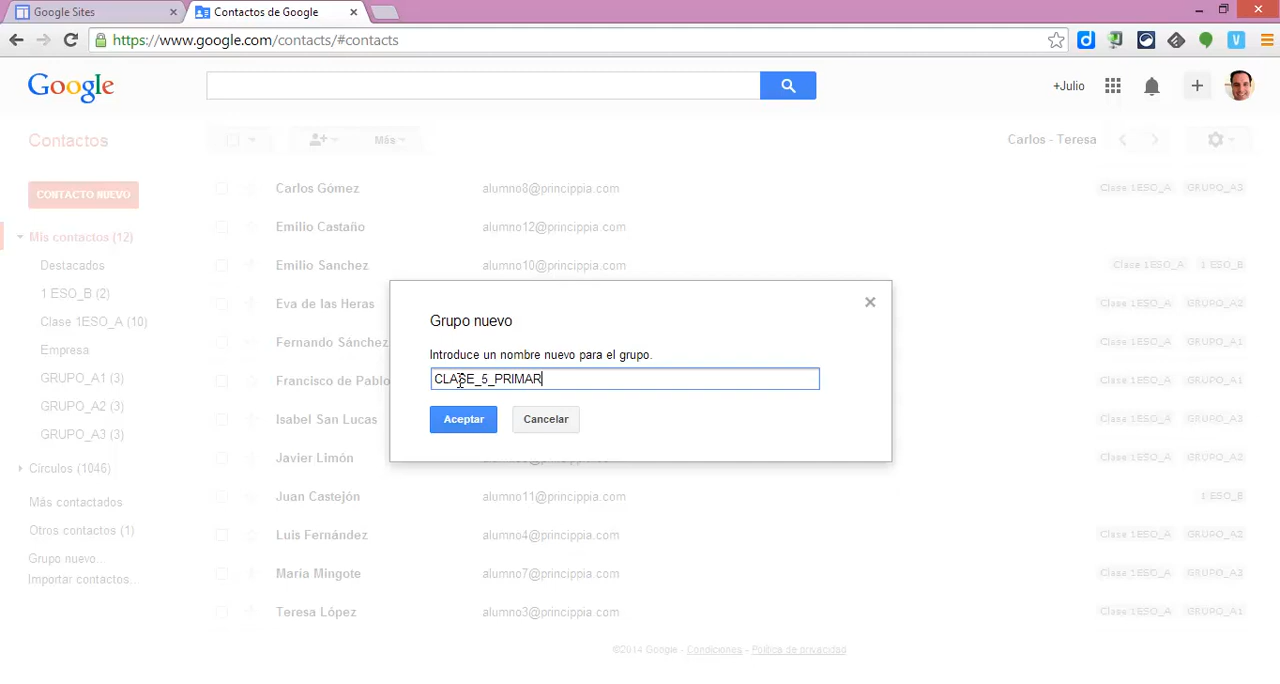 Google Sites
Contactos de Google
https://www.google.com/contacts/#contacts
Google
+Julio
Contactos
Más
Carlos - Teresa
CONTACTO NUEVO
Mis contactos (12)
Destacados
1 ESO_B (2)
Clase 1ESO_A (10)
Empresa
GRUPO_A1 (3)
GRUPO_A2 (3)
GRUPO_A3 (3)
Círculos (1046)
Más contactados
Otros contactos (1)
Grupo nuevo...
Importar contactos...
Carlos Gómez alumno8@princippia.com Clase 1ESO_A GRUPO_A3
Emilio Castaño alumno12@princippia.com
Emilio Sanchez alumno10@princippia.com Clase 1ESO_A 1 ESO_B
Eva de las Heras Clase 1ESO_A GRUPO_A2
Fernando Sánchez Clase 1ESO_A GRUPO_A1
Francisco de Pablo Clase 1ESO_A GRUPO_A1
Isabel San Lucas Clase 1ESO_A GRUPO_A3
Javier Limón Clase 1ESO_A GRUPO_A2
Juan Castejón alumno11@princippia.com 1 ESO_B
Luis Fernández alumno4@princippia.com Clase 1ESO_A GRUPO_A2
María Mingote alumno7@princippia.com Clase 1ESO_A GRUPO_A3
Teresa López alumno3@princippia.com Clase 1ESO_A GRUPO_A1
Grupo nuevo
Introduce un nombre nuevo para el grupo.
CLASE_5_PRIMAR
Aceptar Cancelar
©2014 Google - Condiciones - Política de privacidad